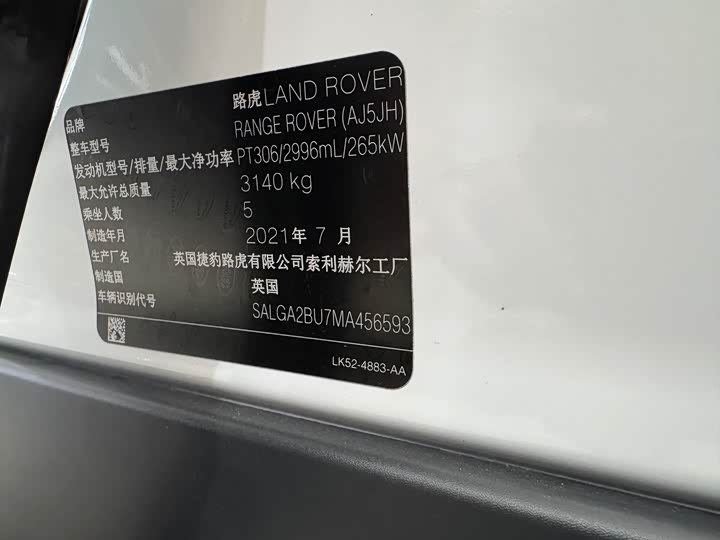 品牌 路虎LAND ROVER
整车型号 RANGE ROVER (AJ5JH)
发动机型号/排量/最大净功率 PT306/2996mL/265kW
最大允许总质量 3140 kg
乘坐人数 5
制造年月 2021年 7 月
生产厂名 英国捷豹路虎有限公司索利赫尔工厂
制造国 英国
车辆识别代号 SALGA2BU7MA456593
LK52-4883-AA